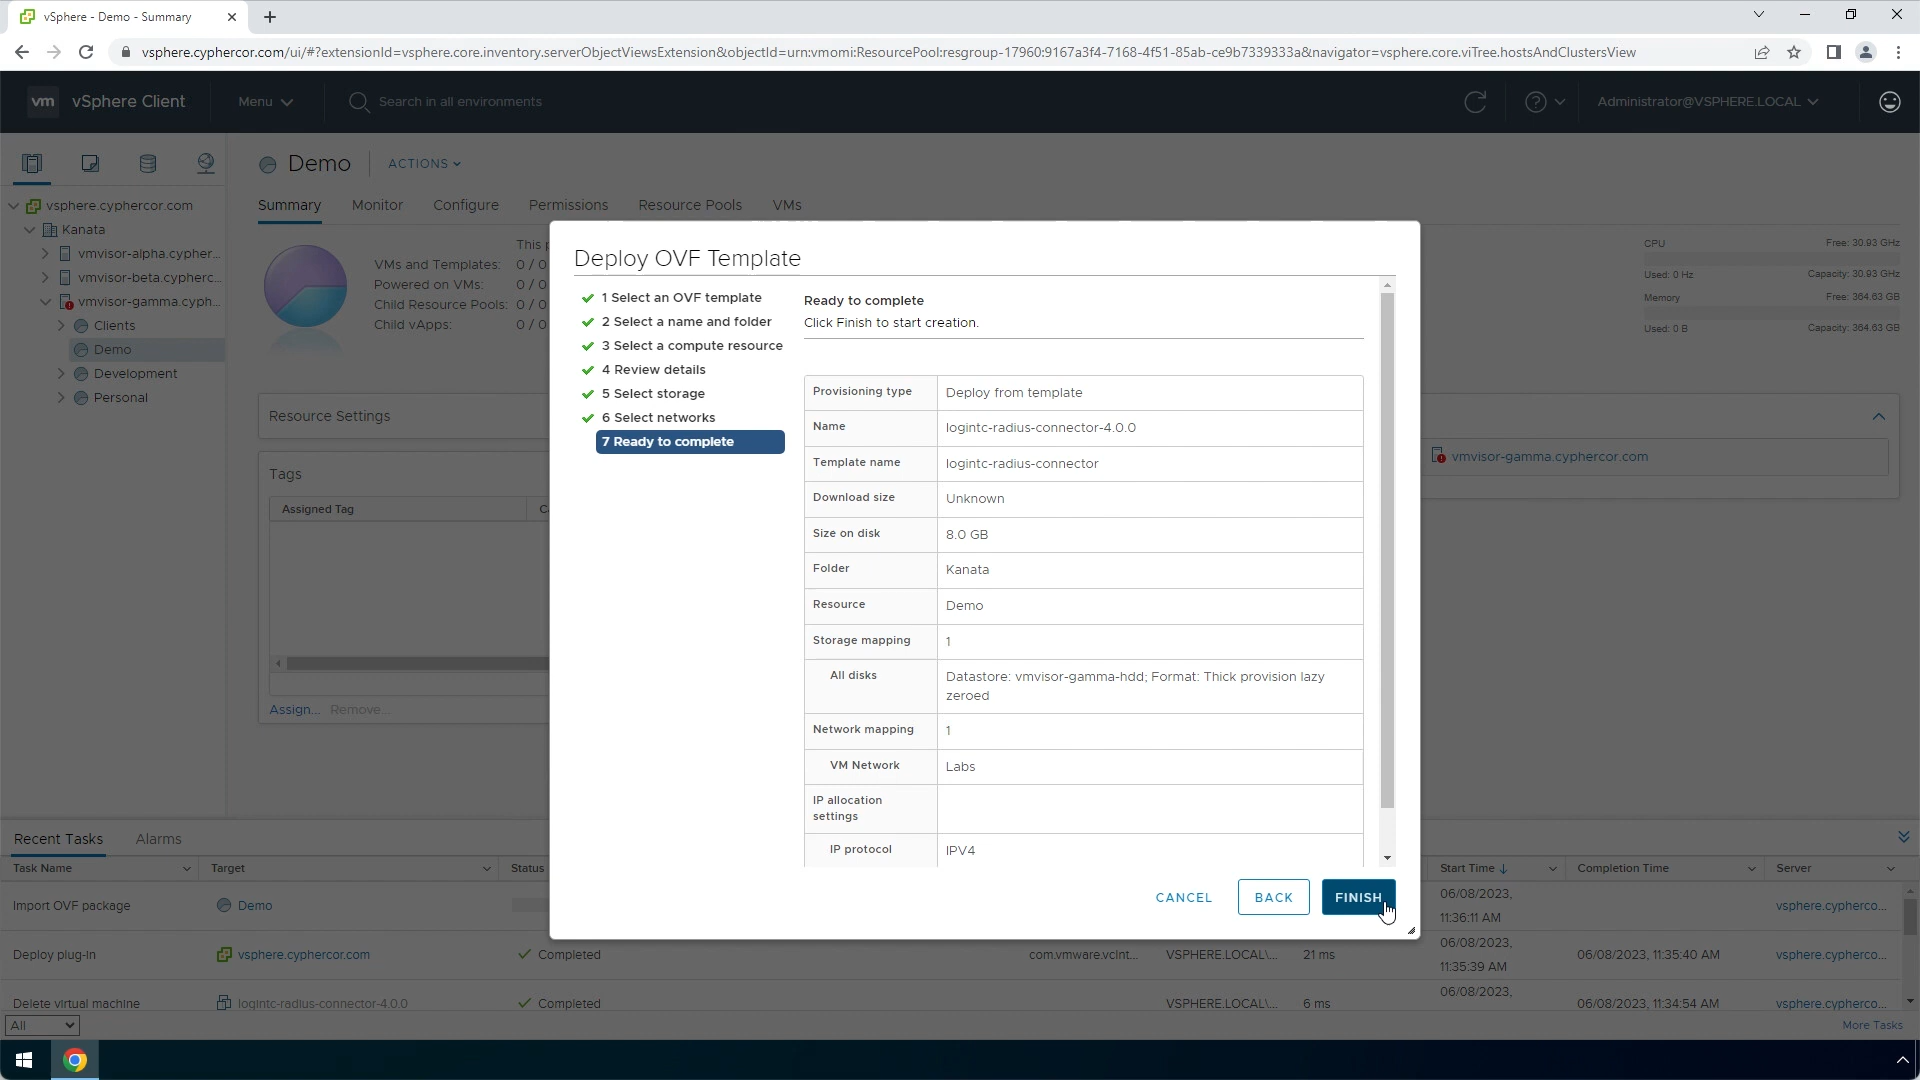 vSphere - Demo - Summary
vsphere.cyphercor.com/ui/#?extensionId=vsphere.core.inventory.serverObjectViewsExtension&objectId=urn:vmomi:ResourcePool:resgroup-17960:9167a3f4-7168-4f51-85ab-ce9b7339333a&navigator=vsphere.core.viTree.hostsAndClustersView
vm vSphere Client Menu Search in all environments Administrator@VSPHERE.LOCAL
Demo ACTIONS
Summary Monitor Configure Permissions Resource Pools VMs
vsphere.cyphercor.com
Kanata
vmvisor-alpha.cypher...
vmvisor-beta.cypherc...
vmvisor-gamma.cyph...
Clients
Demo
Development
Personal
This
VMs and Templates: 0 / 0
Powered on VMs: 0 / 0
Child Resource Pools: 0 / 0
Child vApps: 0 / 0
CPU Free: 30.93 GHz
Used: 0 Hz Capacity: 30.93 GHz
Memory Free: 364.63 GB
Used: 0 B Capacity: 364.63 GB
Resource Settings
Tags
Assigned Tag
Assign... Remove...
vmvisor-gamma.cyphercor.com
Deploy OVF Template
1 Select an OVF template
2 Select a name and folder
3 Select a compute resource
4 Review details
5 Select storage
6 Select networks
7 Ready to complete
Ready to complete
Click Finish to start creation.
Provisioning type Deploy from template
Name logintc-radius-connector-4.0.0
Template name logintc-radius-connector
Download size Unknown
Size on disk 8.0 GB
Folder Kanata
Resource Demo
Storage mapping 1
All disks Datastore: vmvisor-gamma-hdd; Format: Thick provision lazy
zeroed
Network mapping 1
VM Network Labs
IP allocation
settings
IP protocol IPV4
CANCEL BACK FINISH
Recent Tasks Alarms
Task Name Target Status Start Time Completion Time Server
Import OVF package Demo 06/08/2023,
11:36:11 AM vsphere.cypherco...
Deploy plug-in vsphere.cyphercor.com Completed com.vmware.vcInt... VSPHERE.LOCAL\... 21 ms 06/08/2023,
11:35:39 AM 06/08/2023, 11:35:40 AM vsphere.cypherco...
Delete virtual machine logintc-radius-connector-4.0.0 Completed VSPHERE.LOCAL\... 6 ms 06/08/2023, 06/08/2023, 11:34:54 AM vsphere.cypherco...
All More Tasks